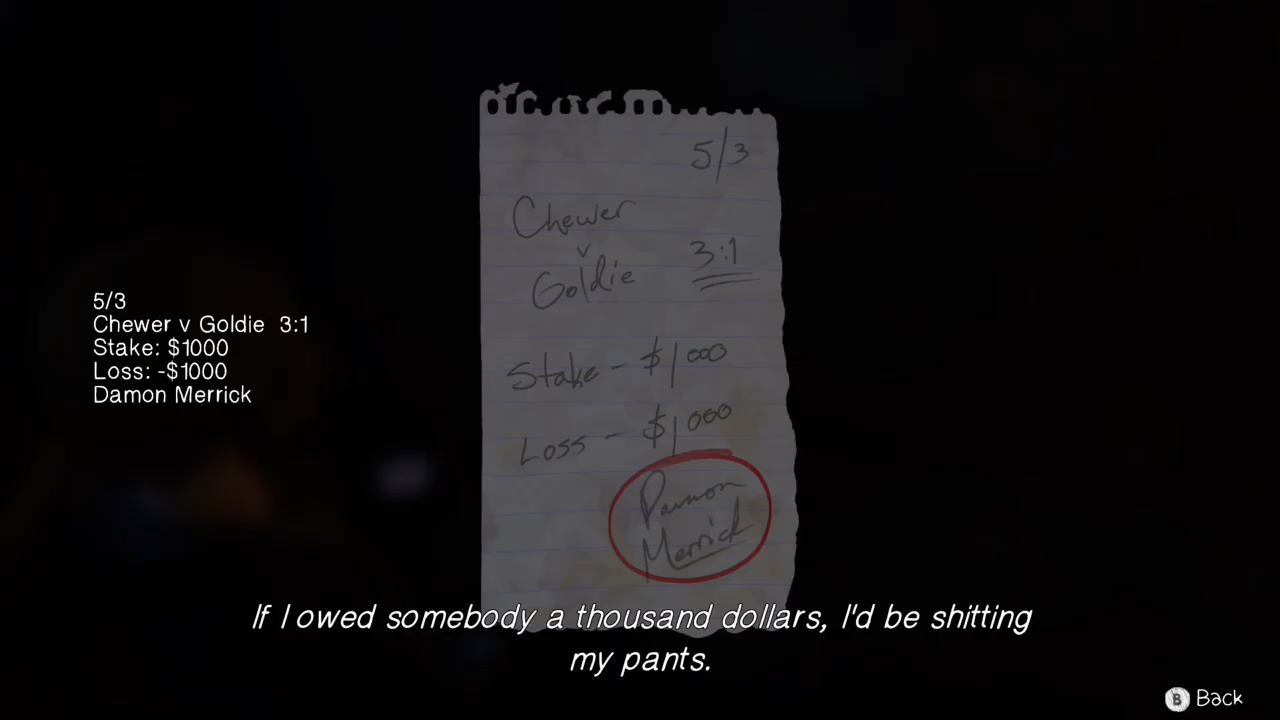 5/3
Chewer
v
Goldie 3:1
Stake - $1000
Loss - $1000
Damon
Merrick
5/3
Chewer v Goldie 3:1
Stake: $1000
Loss: -$1000
Damon Merrick
If I owed somebody a thousand dollars, I'd be shitting
my pants.
B Back